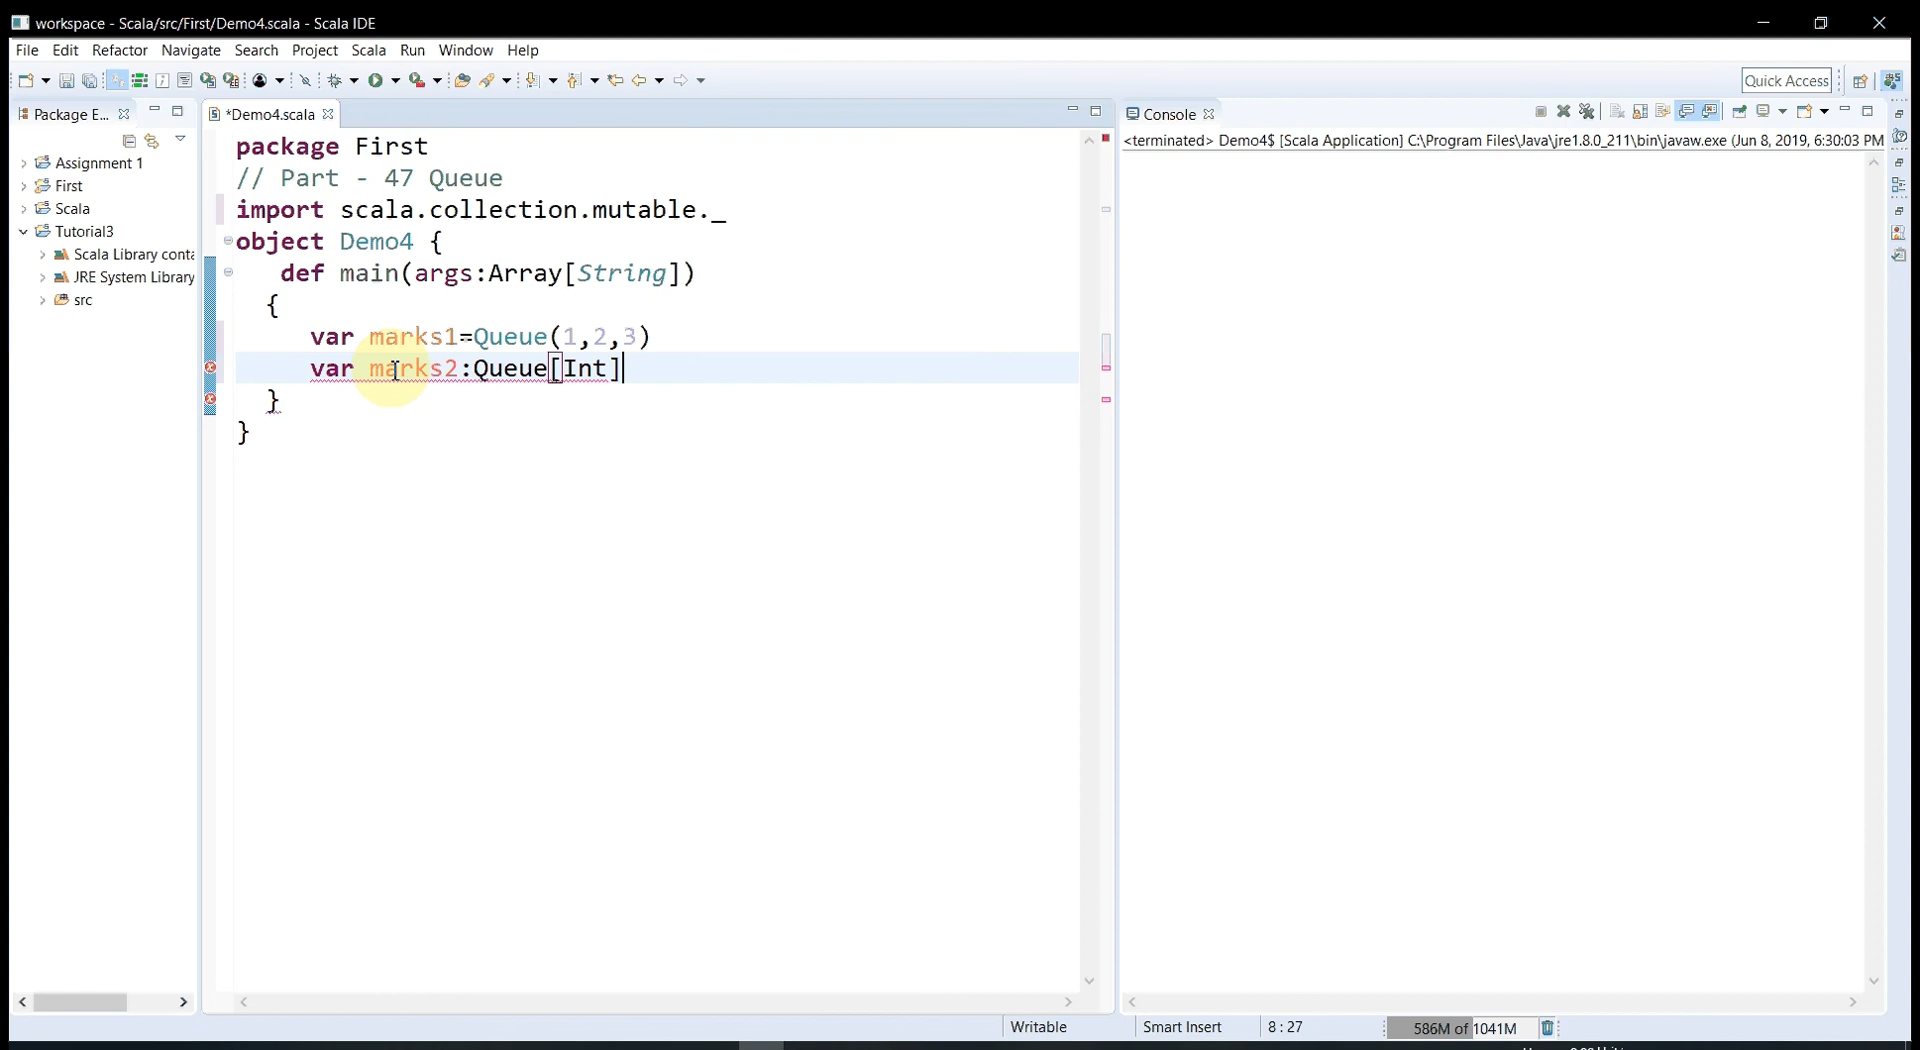 workspace - Scala/src/First/Demo4.scala - Scala IDE
File Edit Refactor Navigate Search Project Scala Run Window Help
Quick Access
Package E...
Assignment 1
First
Scala
Tutorial3
Scala Library conta
JRE System Library
src
*Demo4.scala
package First
// Part - 47 Queue
import scala.collection.mutable._
object Demo4 {
def main(args:Array[String])
{
var marks1=Queue(1,2,3)
var marks2:Queue[Int]
}
}
Console
<terminated> Demo4$ [Scala Application] C:\Program Files\Java\jre1.8.0_211\bin\javaw.exe (Jun 8, 2019, 6:30:03 PM
Writable
Smart Insert
8 : 27
586M of 1041M